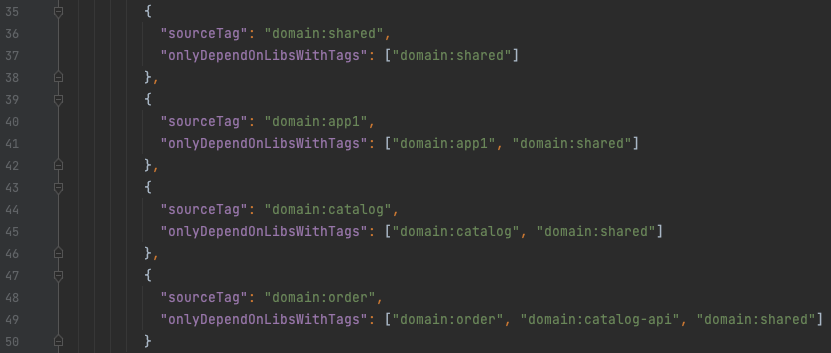 35 {
36 "sourceTag": "domain:shared",
37 "onlyDependOnLibsWithTags": ["domain:shared"]
38 },
39 {
40 "sourceTag": "domain:app1",
41 "onlyDependOnLibsWithTags": ["domain:app1", "domain:shared"]
42 },
43 {
44 "sourceTag": "domain:catalog",
45 "onlyDependOnLibsWithTags": ["domain:catalog", "domain:shared"]
46 },
47 {
48 "sourceTag": "domain:order",
49 "onlyDependOnLibsWithTags": ["domain:order", "domain:catalog-api", "domain:shared"]
50 }